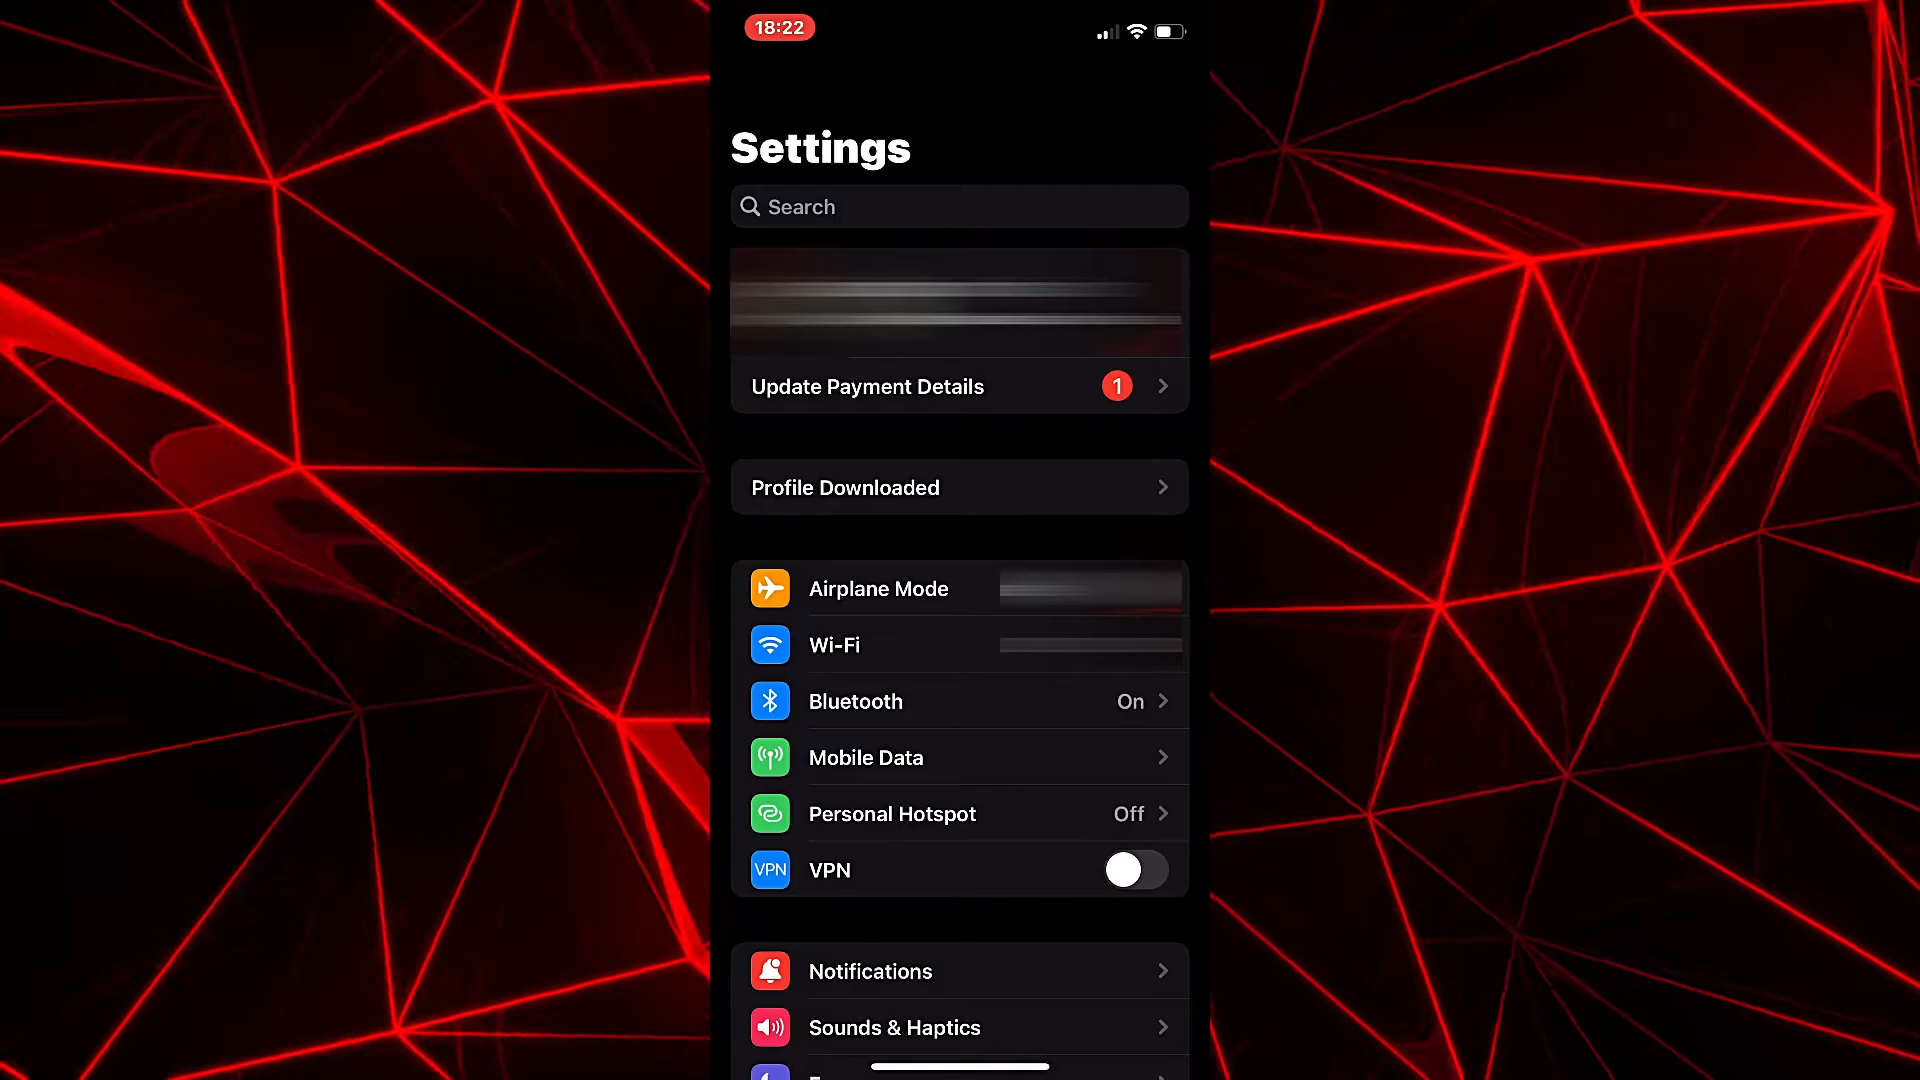 18:22
Settings
Search
Update Payment Details 1
Profile Downloaded
Airplane Mode
Wi-Fi
Bluetooth On
Mobile Data
Personal Hotspot Off
VPN VPN
Notifications
Sounds & Haptics